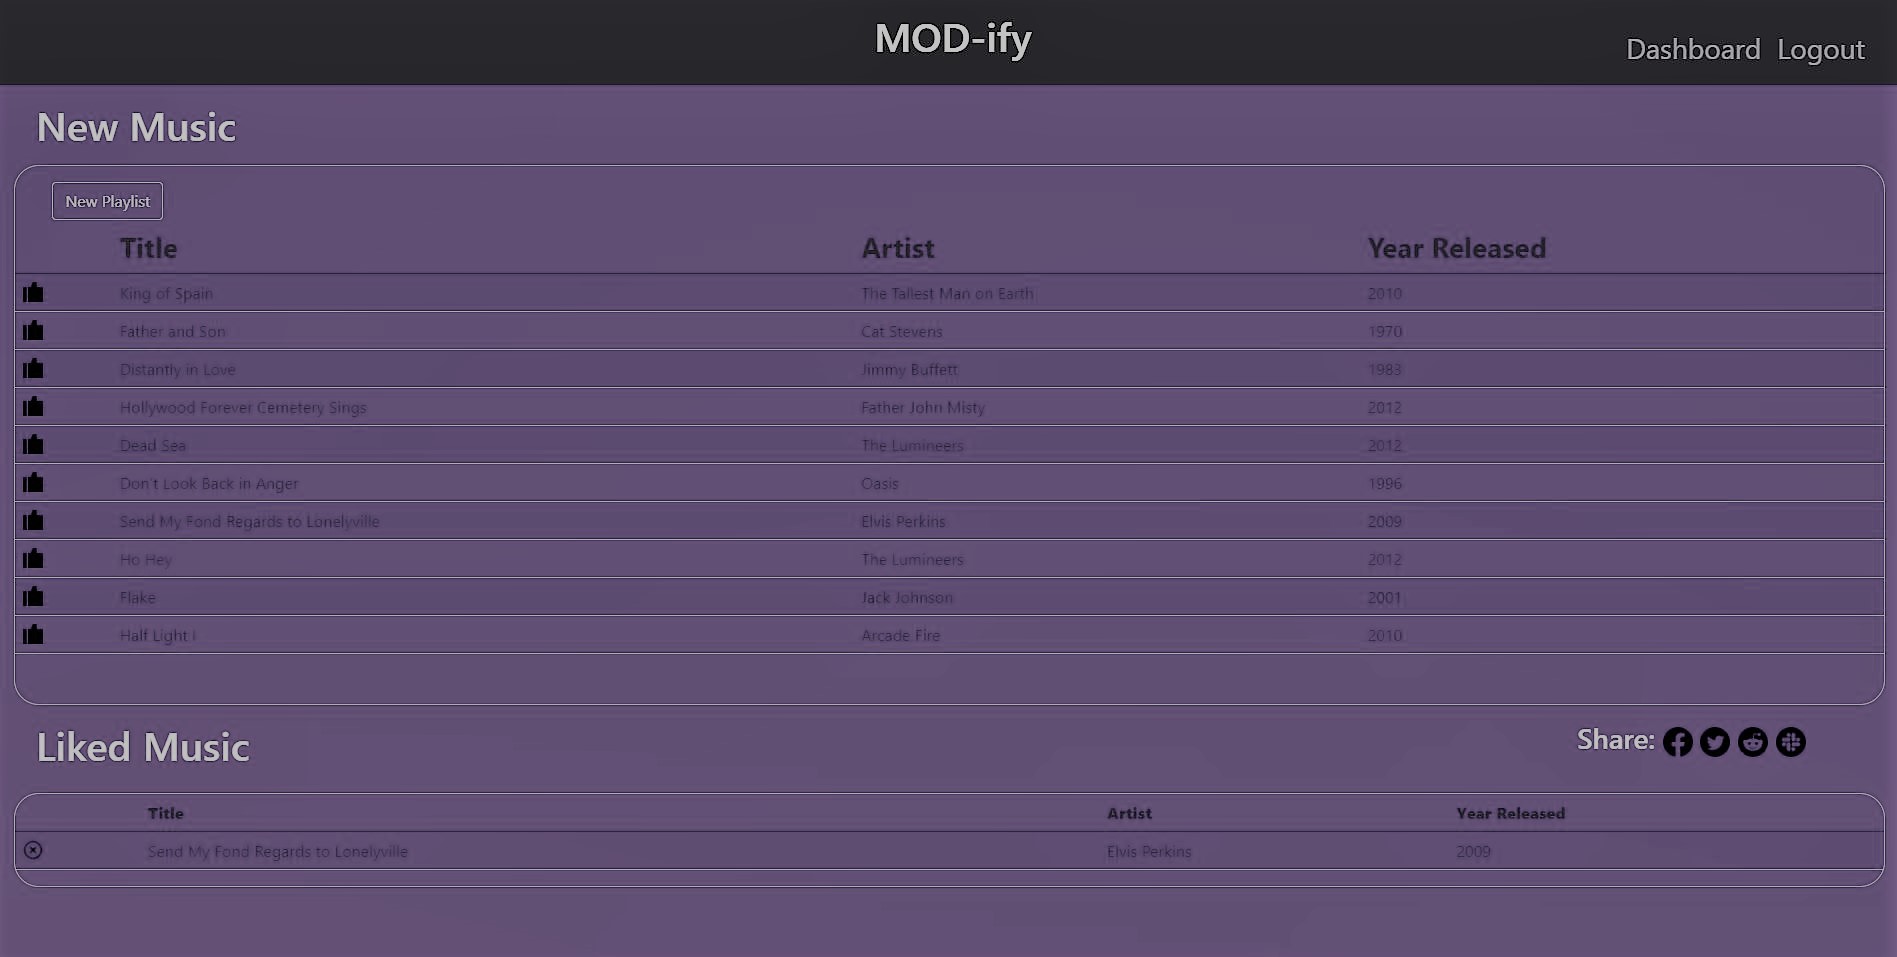 MOD-ify
Dashboard Logout
New Music
New Playlist
Title Artist Year Released
King of Spain The Tallest Man on Earth 2010
Father and Son Cat Stevens 1970
Distantly in Love Jimmy Buffett 1983
Hollywood Forever Cemetery Sings Father John Misty 2012
Dead Sea The Lumineers 2012
Don't Look Back in Anger Oasis 1996
Send My Fond Regards to Lonelyville Elvis Perkins 2009
Ho Hey The Lumineers 2012
Flake Jack Johnson 2001
Half Light I Arcade Fire 2010
Liked Music
Share:
Title Artist Year Released
Send My Fond Regards to Lonelyville Elvis Perkins 2009